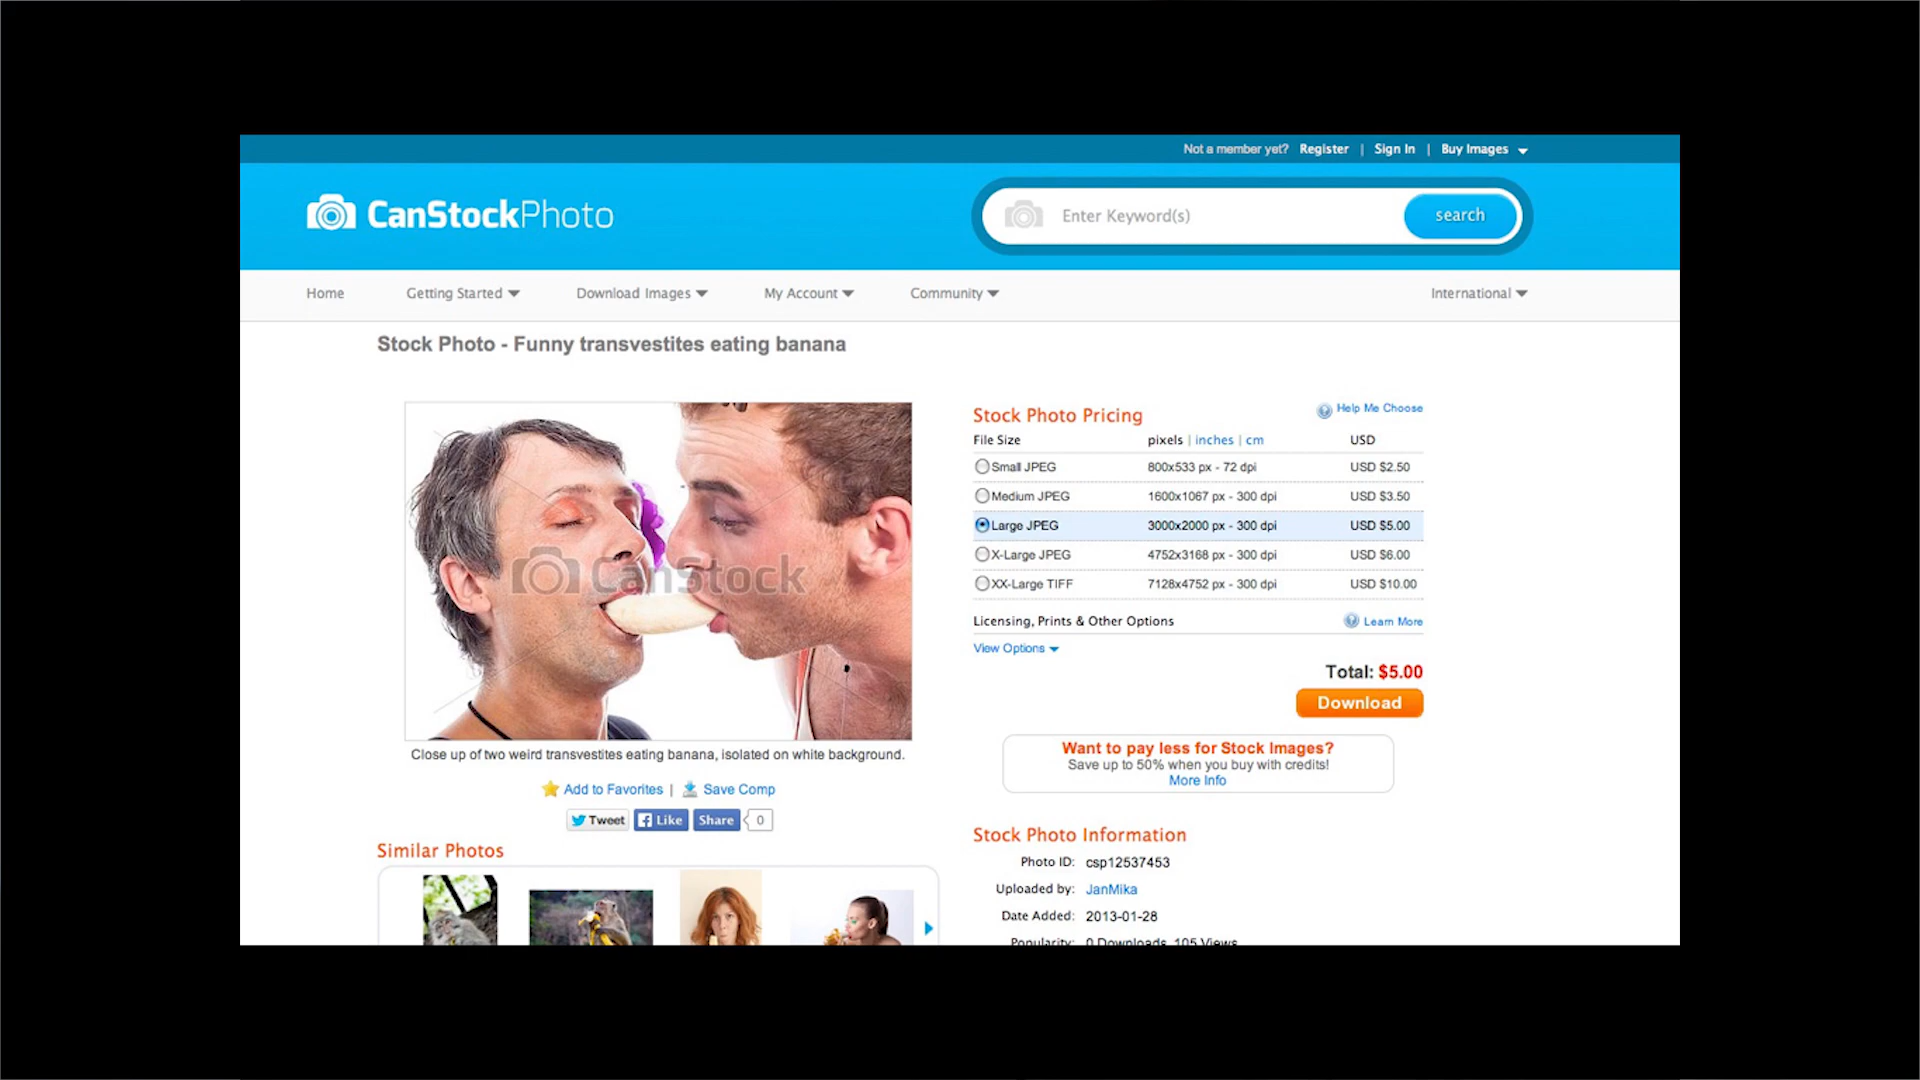 Not a member yet? Register | Sign In | Buy Images
CanStockPhoto
Enter Keyword(s)
search
Home
Getting Started
Download Images
My Account
Community
International
Stock Photo - Funny transvestites eating banana
CanStock
Close up of two weird transvestites eating banana, isolated on white background.
Add to Favorites | Save Comp
Tweet
Like
Share
0
Similar Photos
Stock Photo Pricing
Help Me Choose
File Size pixels | inches | cm USD
Small JPEG 800x533 px - 72 dpi USD $2.50
Medium JPEG 1600x1067 px - 300 dpi USD $3.50
Large JPEG 3000x2000 px - 300 dpi USD $5.00
X-Large JPEG 4752x3168 px - 300 dpi USD $6.00
XX-Large TIFF 7128x4752 px - 300 dpi USD $10.00
Licensing, Prints & Other Options Learn More
View Options
Total: $5.00
Download
Want to pay less for Stock Images?
Save up to 50% when you buy with credits!
More Info
Stock Photo Information
Photo ID: csp12537453
Uploaded by: JanMika
Date Added: 2013-01-28
Popularity: 0 Downloads, 105 Views